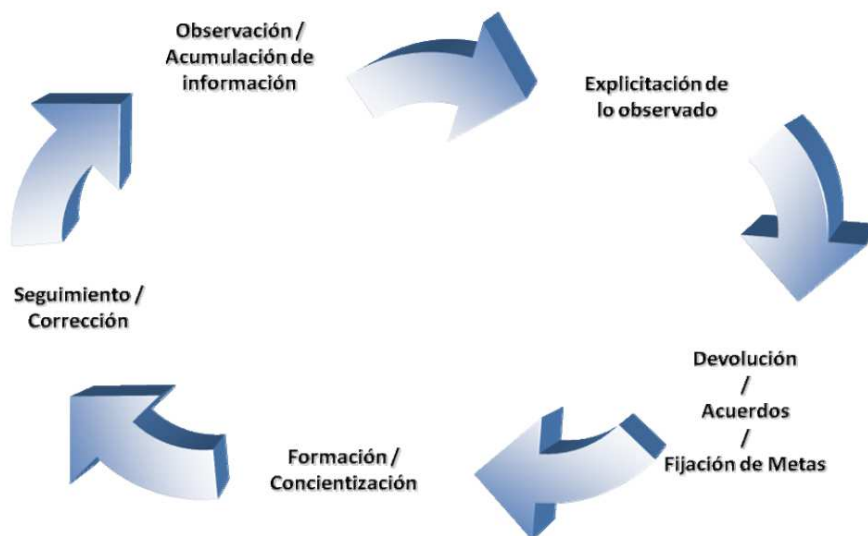 Observación /
Acumulación de
información
Explicitación de
lo observado
Devolución
/
Acuerdos
/
Fijación de Metas
Formación /
Concientización
Seguimiento /
Corrección